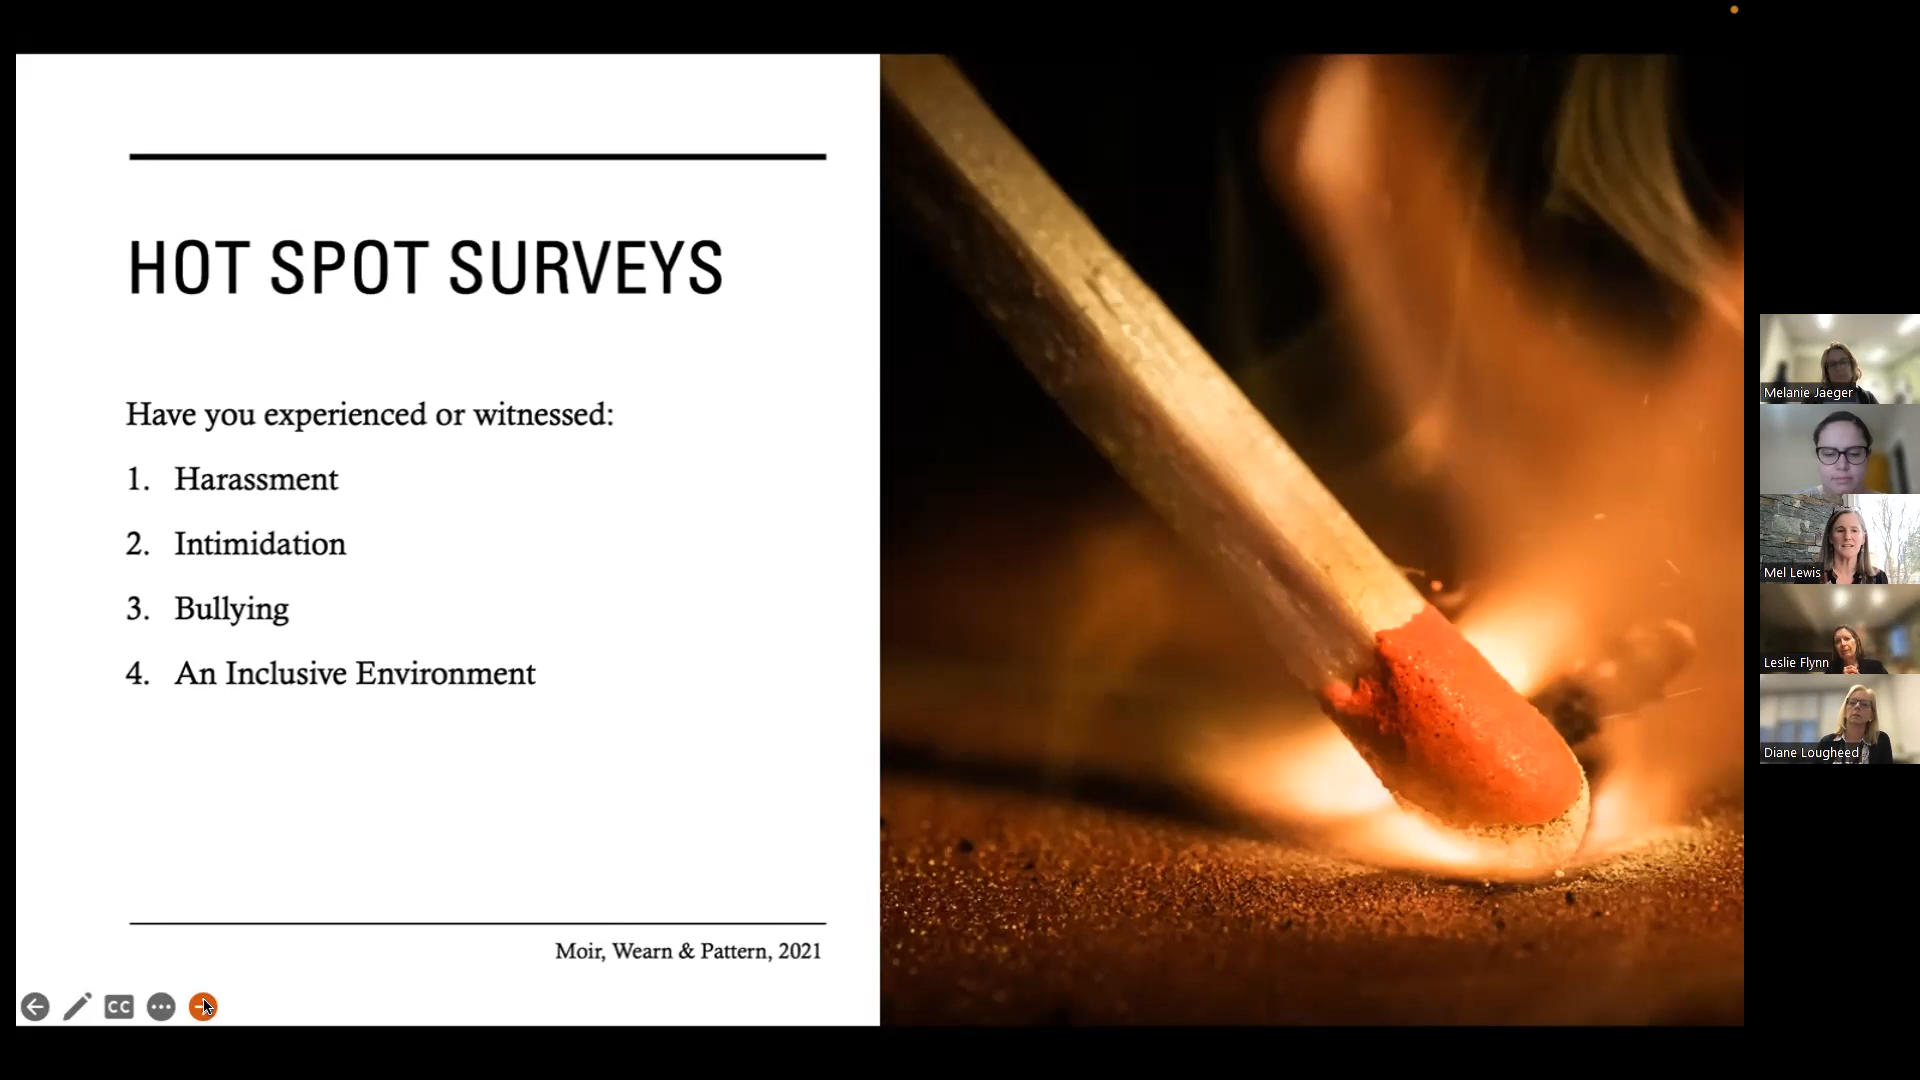 HOT SPOT SURVEYS
Have you experienced or witnessed:
1. Harassment
2. Intimidation
3. Bullying
4. An Inclusive Environment
Moir, Wearn & Pattern, 2021
CC
Melanie Jaeger
Mel Lewis
Leslie Flynn
Diane Lougheed